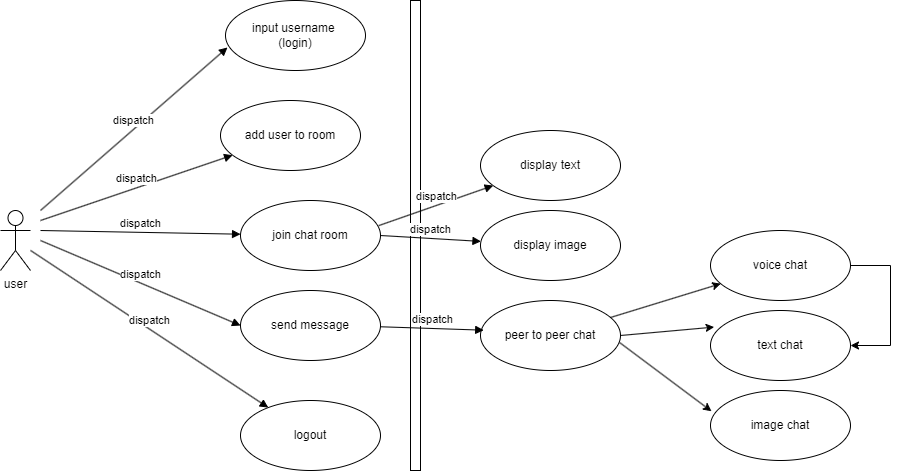 input username
(login)
dispatch
add user to room
dispatch
display text
dispatch
dispatch
join chat room
dispatch
display image
user
voice chat
dispatch
send message
dispatch
peer to peer chat
text chat
dispatch
logout
image chat